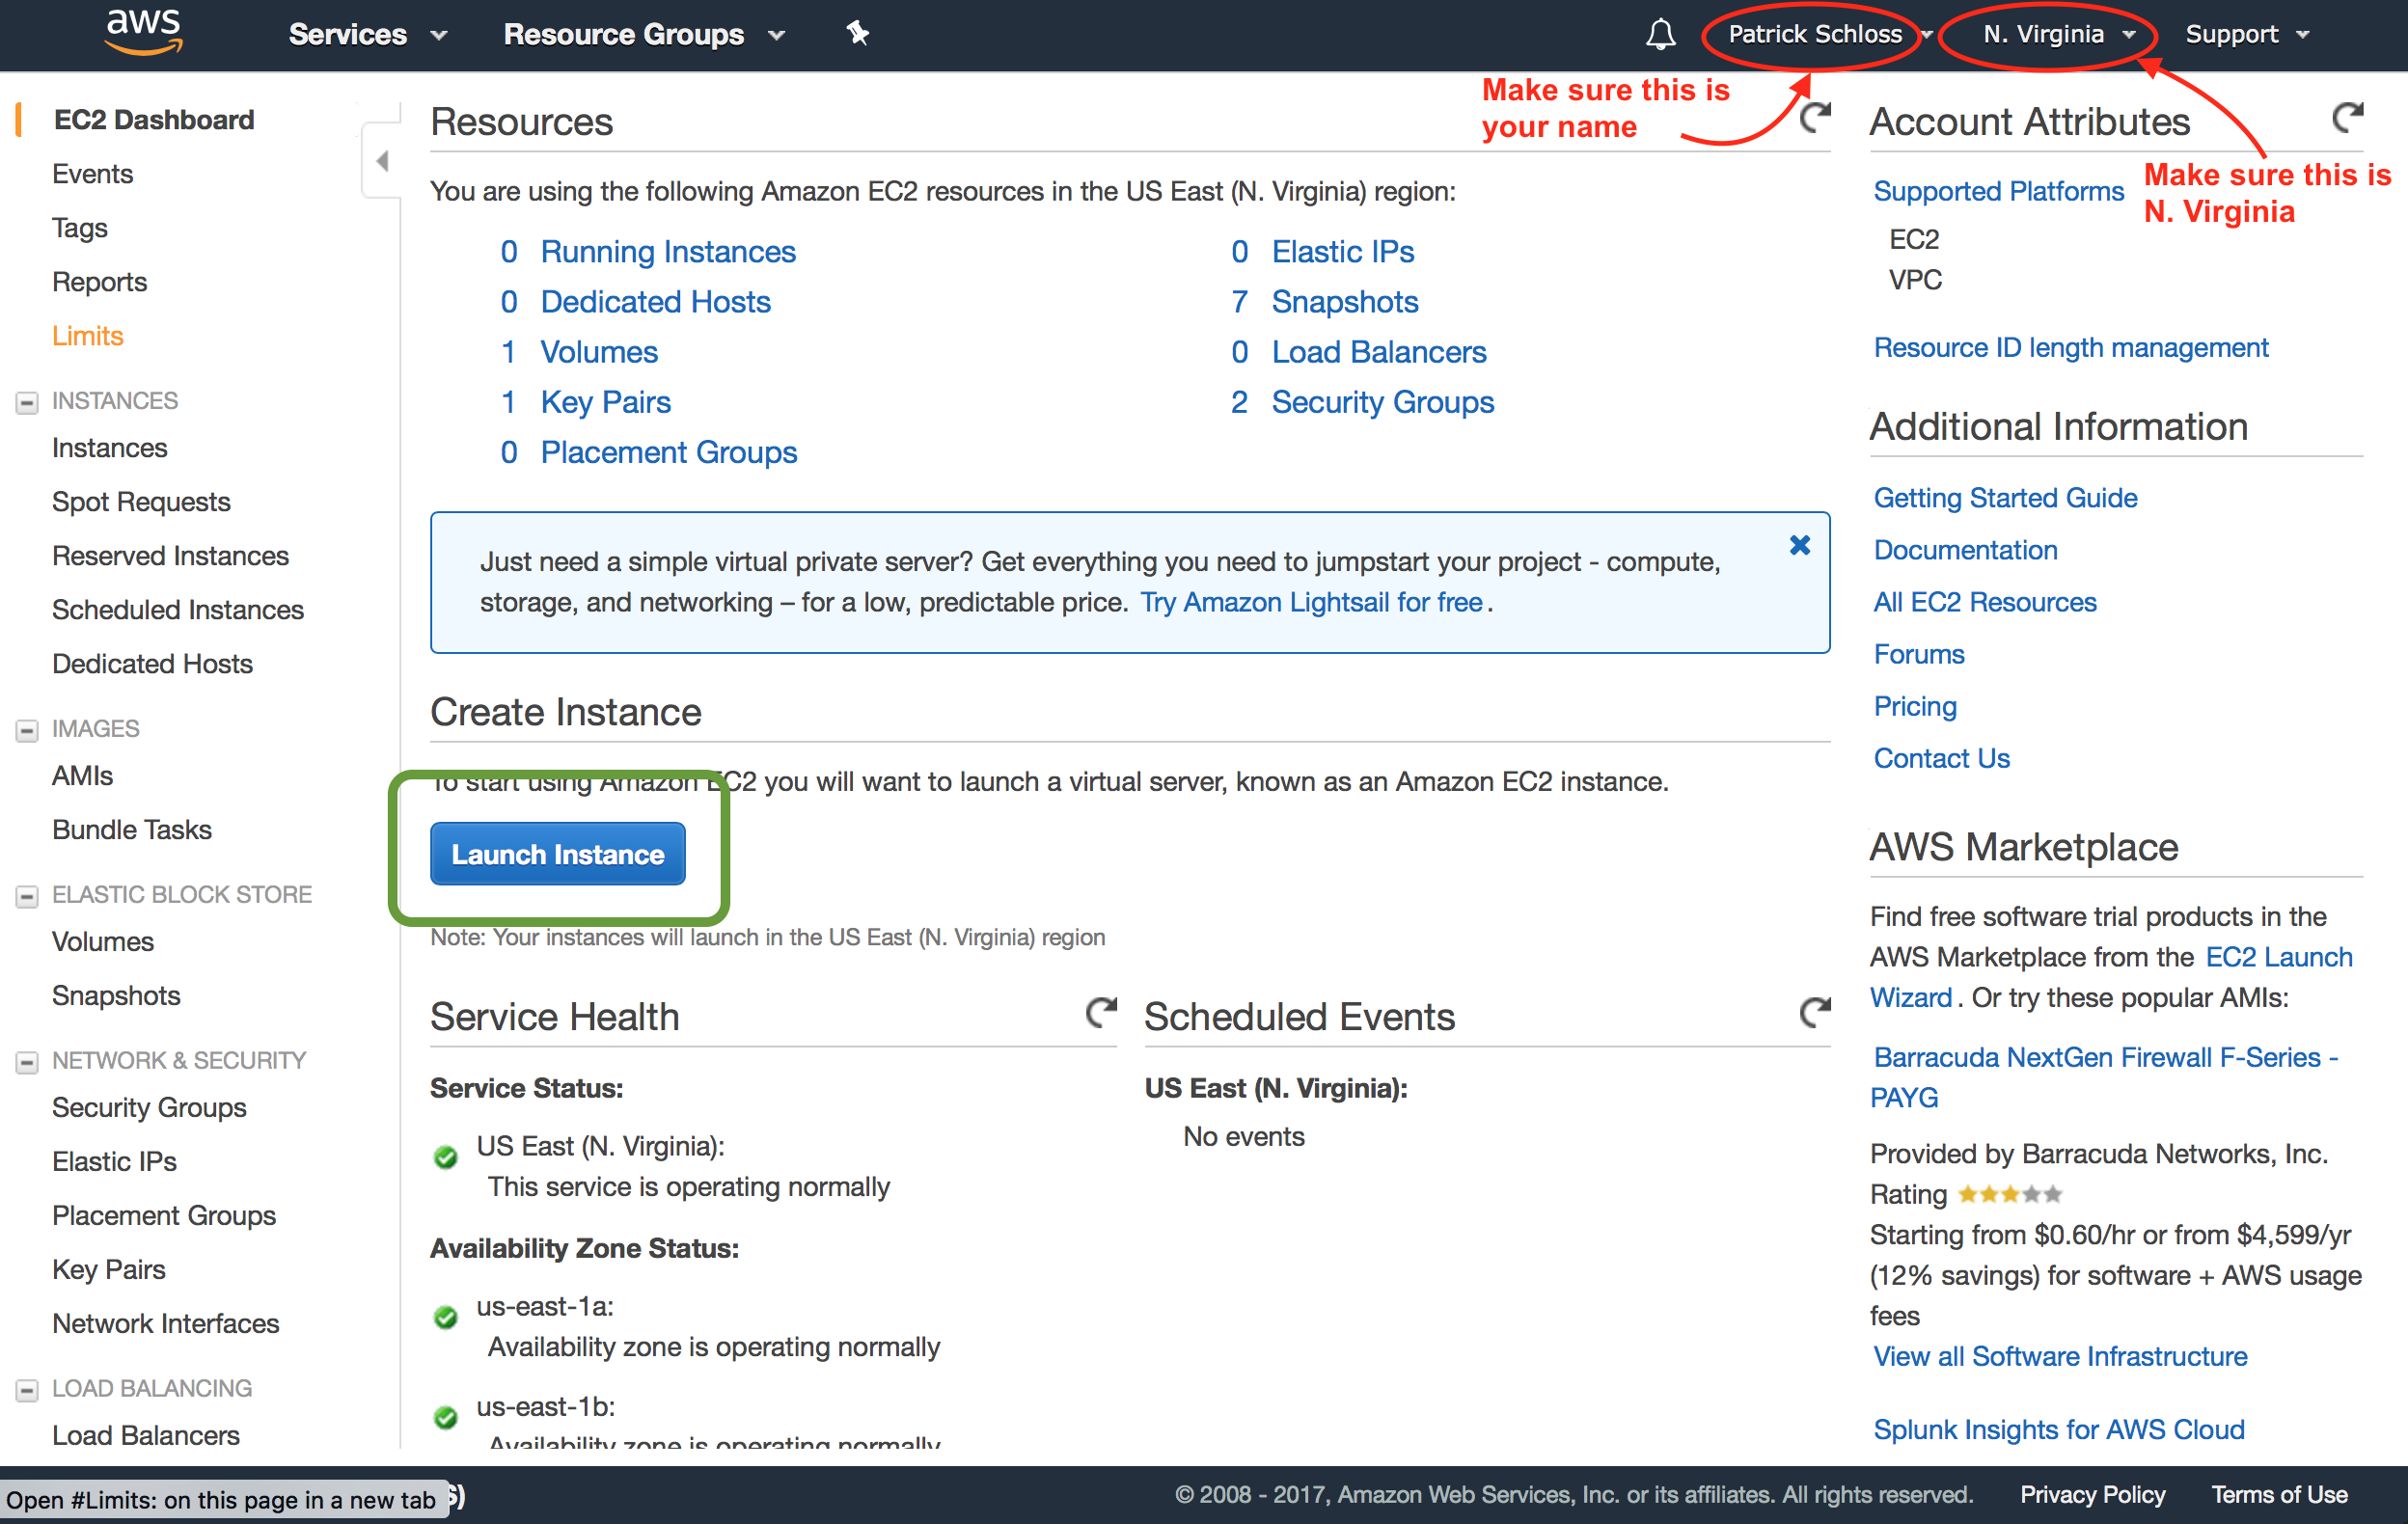 aws
Services
Resource Groups
Patrick Schloss
N. Virginia
Support
Make sure this is
your name
Make sure this is
N. Virginia
EC2 Dashboard
Events
Tags
Reports
Limits
INSTANCES
Instances
Spot Requests
Reserved Instances
Scheduled Instances
Dedicated Hosts
IMAGES
AMIs
Bundle Tasks
ELASTIC BLOCK STORE
Volumes
Snapshots
NETWORK & SECURITY
Security Groups
Elastic IPs
Placement Groups
Key Pairs
Network Interfaces
LOAD BALANCING
Load Balancers
Resources
You are using the following Amazon EC2 resources in the US East (N. Virginia) region:
0 Running Instances
0 Elastic IPs
0 Dedicated Hosts
7 Snapshots
1 Volumes
0 Load Balancers
1 Key Pairs
2 Security Groups
0 Placement Groups
Just need a simple virtual private server? Get everything you need to jumpstart your project - compute,
storage, and networking – for a low, predictable price. Try Amazon Lightsail for free.
Create Instance
To start using Amazon EC2 you will want to launch a virtual server, known as an Amazon EC2 instance.
Launch Instance
Note: Your instances will launch in the US East (N. Virginia) region
Service Health
Service Status:
US East (N. Virginia):
This service is operating normally
Availability Zone Status:
us-east-1a:
Availability zone is operating normally
us-east-1b:
Availability zone is operating normally
Scheduled Events
US East (N. Virginia):
No events
Account Attributes
Supported Platforms
EC2
VPC
Resource ID length management
Additional Information
Getting Started Guide
Documentation
All EC2 Resources
Forums
Pricing
Contact Us
AWS Marketplace
Find free software trial products in the
AWS Marketplace from the EC2 Launch
Wizard. Or try these popular AMIs:
Barracuda NextGen Firewall F-Series -
PAYG
Provided by Barracuda Networks, Inc.
Rating
Starting from $0.60/hr or from $4,599/yr
(12% savings) for software + AWS usage
fees
View all Software Infrastructure
Splunk Insights for AWS Cloud
Open #Limits: on this page in a new tab
© 2008 - 2017, Amazon Web Services, Inc. or its affiliates. All rights reserved.
Privacy Policy
Terms of Use